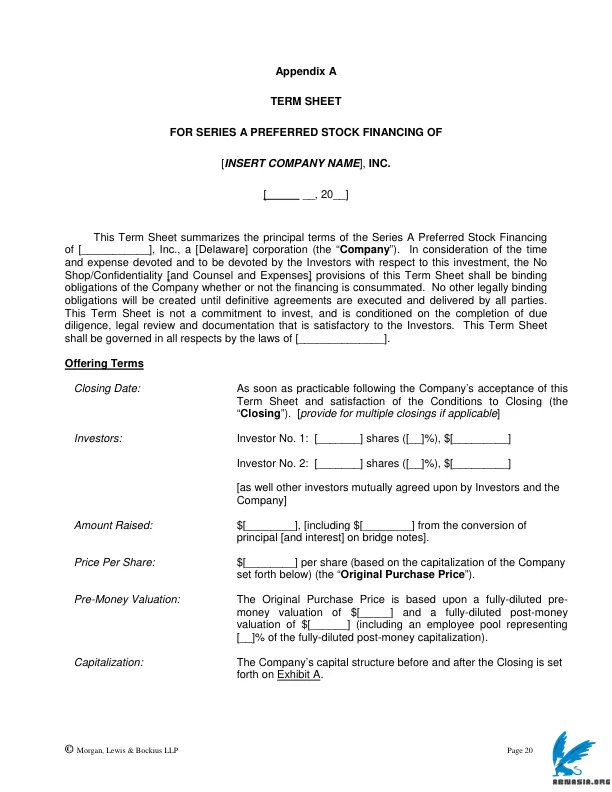 Appendix A
TERM SHEET
FOR SERIES A PREFERRED STOCK FINANCING OF
[INSERT COMPANY NAME], INC.
[______ __, 20__]
This Term Sheet summarizes the principal terms of the Series A Preferred Stock Financing
of [___________], Inc., a [Delaware] corporation (the “Company”). In consideration of the time
and expense devoted and to be devoted by the Investors with respect to this investment, the No
Shop/Confidentiality [and Counsel and Expenses] provisions of this Term Sheet shall be binding
obligations of the Company whether or not the financing is consummated. No other legally binding
obligations will be created until definitive agreements are executed and delivered by all parties.
This Term Sheet is not a commitment to invest, and is conditioned on the completion of due
diligence, legal review and documentation that is satisfactory to the Investors. This Term Sheet
shall be governed in all respects by the laws of [______________].
Offering Terms
Closing Date: As soon as practicable following the Company’s acceptance of this
Term Sheet and satisfaction of the Conditions to Closing (the
“Closing”). [provide for multiple closings if applicable]
Investors: Investor No. 1: [_______] shares ([__]%), $[_________]
Investor No. 2: [_______] shares ([__]%), $[_________]
[as well other investors mutually agreed upon by Investors and the
Company]
Amount Raised: $[________], [including $[________] from the conversion of
principal [and interest] on bridge notes].
Price Per Share: $[________] per share (based on the capitalization of the Company
set forth below) (the “Original Purchase Price”).
Pre-Money Valuation: The Original Purchase Price is based upon a fully-diluted pre-
money valuation of $[_____] and a fully-diluted post-money
valuation of $[______] (including an employee pool representing
[__]% of the fully-diluted post-money capitalization).
Capitalization: The Company’s capital structure before and after the Closing is set
forth on Exhibit A.
© Morgan, Lewis & Bockius LLP Page 20
ABNASIA.ORG